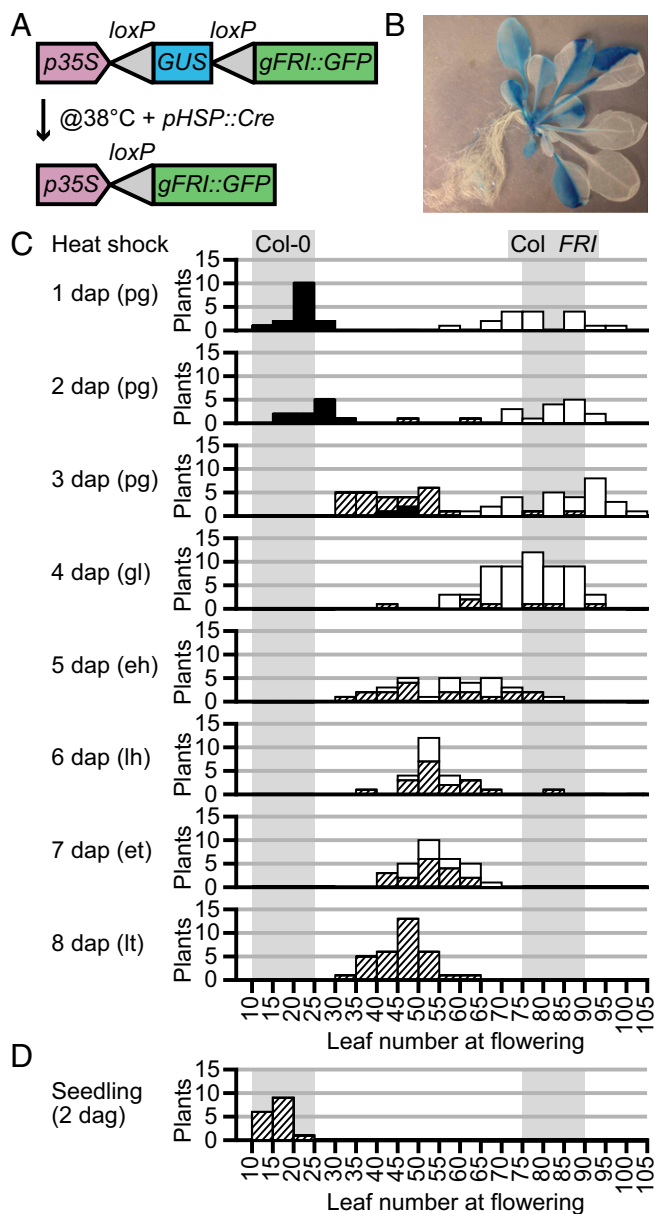 A
loxP loxP
p35S GUS gFRI::GFP
@38°C + pHSP::Cre
loxP
p35S gFRI::GFP
B
C Heat shock Col-0 Col FRI
1 dap (pg) Plants 15 10 5 0
2 dap (pg) Plants 15 10 5 0
3 dap (pg) Plants 15 10 5 0
4 dap (gl) Plants 15 10 5 0
5 dap (eh) Plants 15 10 5 0
6 dap (lh) Plants 15 10 5 0
7 dap (et) Plants 15 10 5 0
8 dap (lt) Plants 15 10 5 0
10 15 20 25 30 35 40 45 50 55 60 65 70 75 80 85 90 95 100 105
Leaf number at flowering
D
Seedling (2 dag) Plants 15 10 5 0
10 15 20 25 30 35 40 45 50 55 60 65 70 75 80 85 90 95 100 105
Leaf number at flowering